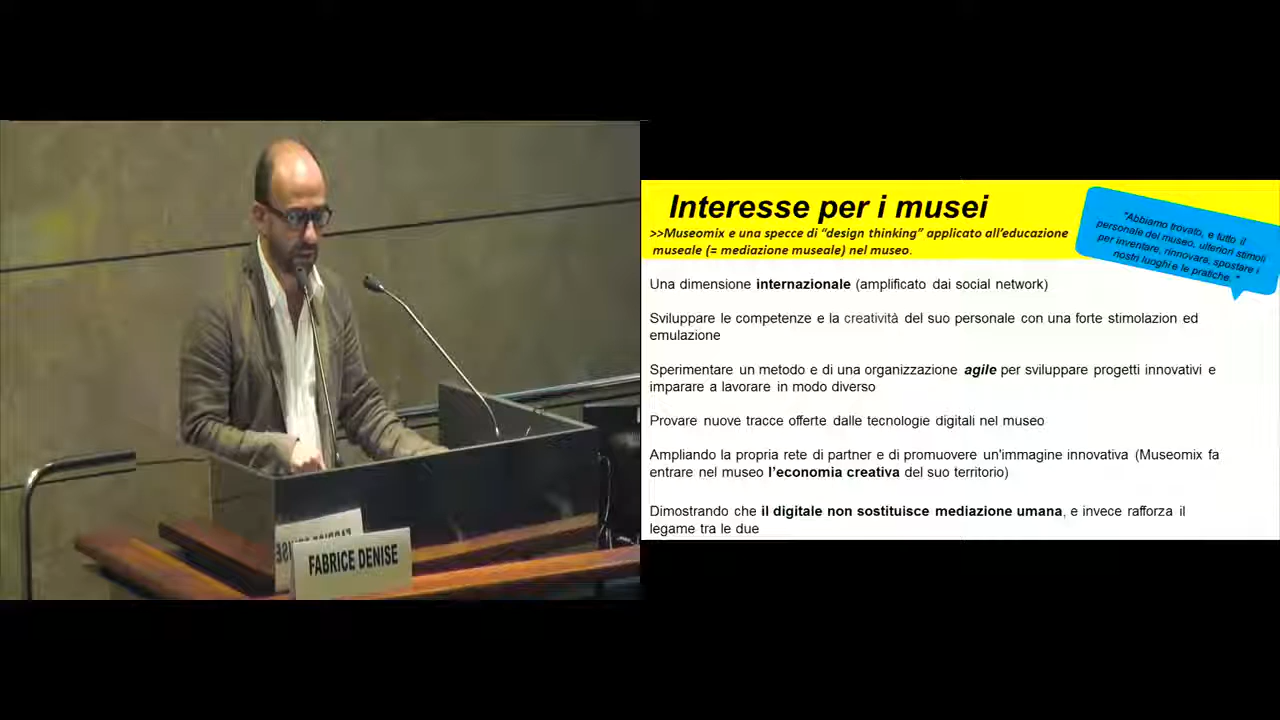 FABRICE DENISE
Interesse per i musei
>>Museomix e una specce di “design thinking” applicato all’educazione
museale (= mediazione museale) nel museo.
"Abbiamo trovato, e tutto il
personale del museo, ulteriori stimoli
per inventare, rinnovare, spostare i
nostri luoghi e le pratiche. "
Una dimensione internazionale (amplificato dai social network)
Sviluppare le competenze e la creatività del suo personale con una forte stimolazion ed
emulazione
Sperimentare un metodo e di una organizzazione agile per sviluppare progetti innovativi e
imparare a lavorare in modo diverso
Provare nuove tracce offerte dalle tecnologie digitali nel museo
Ampliando la propria rete di partner e di promuovere un'immagine innovativa (Museomix fa
entrare nel museo l’economia creativa del suo territorio)
Dimostrando che il digitale non sostituisce mediazione umana, e invece rafforza il
legame tra le due